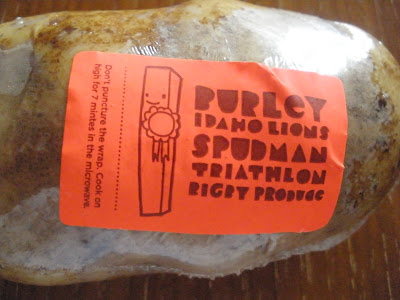 BURLEY
IDAHO LIONS
SPUDMAN
TRIATHLON
RIGBY PRODUCE
Don't puncture the wrap. Cook on
high for 7 mintes in the microwave.